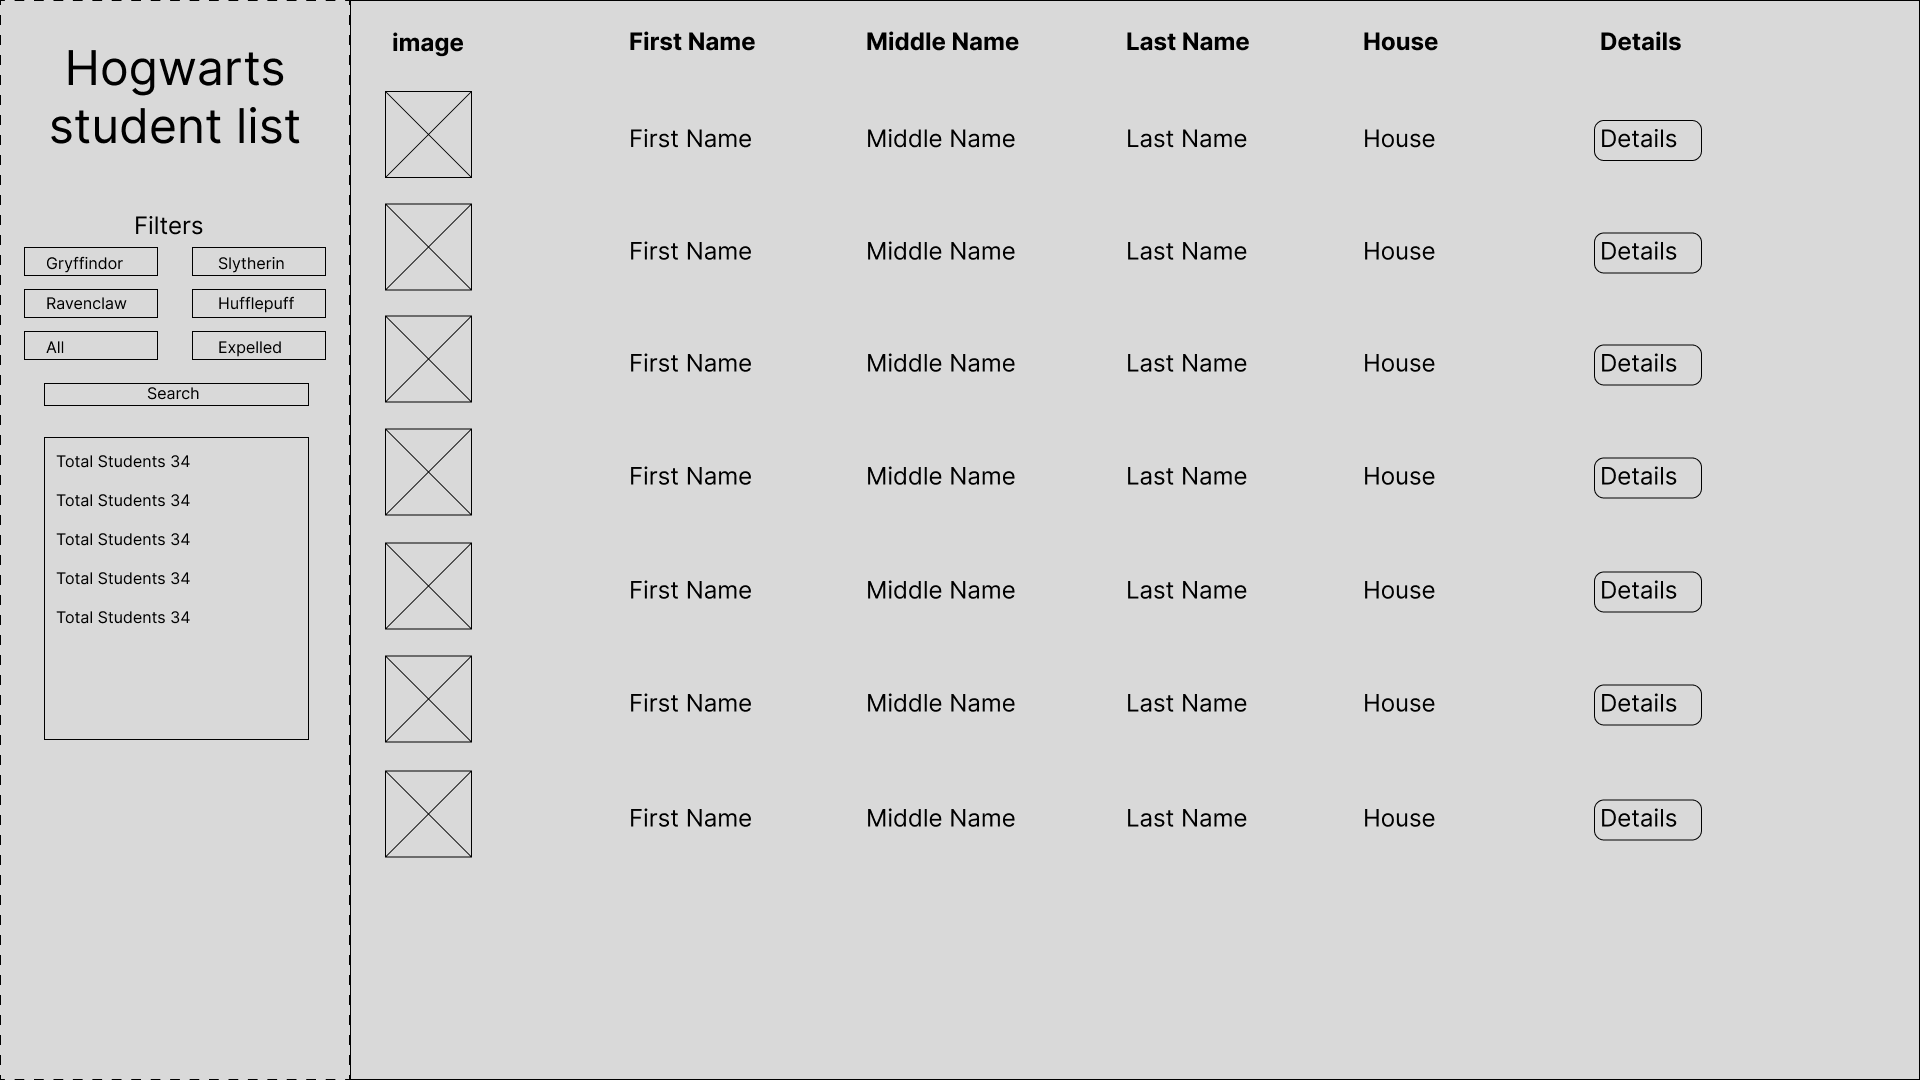 Hogwarts
student list
Filters
Gryffindor Slytherin
Ravenclaw Hufflepuff
All Expelled
Search
Total Students 34
Total Students 34
Total Students 34
Total Students 34
Total Students 34
image First Name Middle Name Last Name House Details
First Name Middle Name Last Name House Details
First Name Middle Name Last Name House Details
First Name Middle Name Last Name House Details
First Name Middle Name Last Name House Details
First Name Middle Name Last Name House Details
First Name Middle Name Last Name House Details
First Name Middle Name Last Name House Details